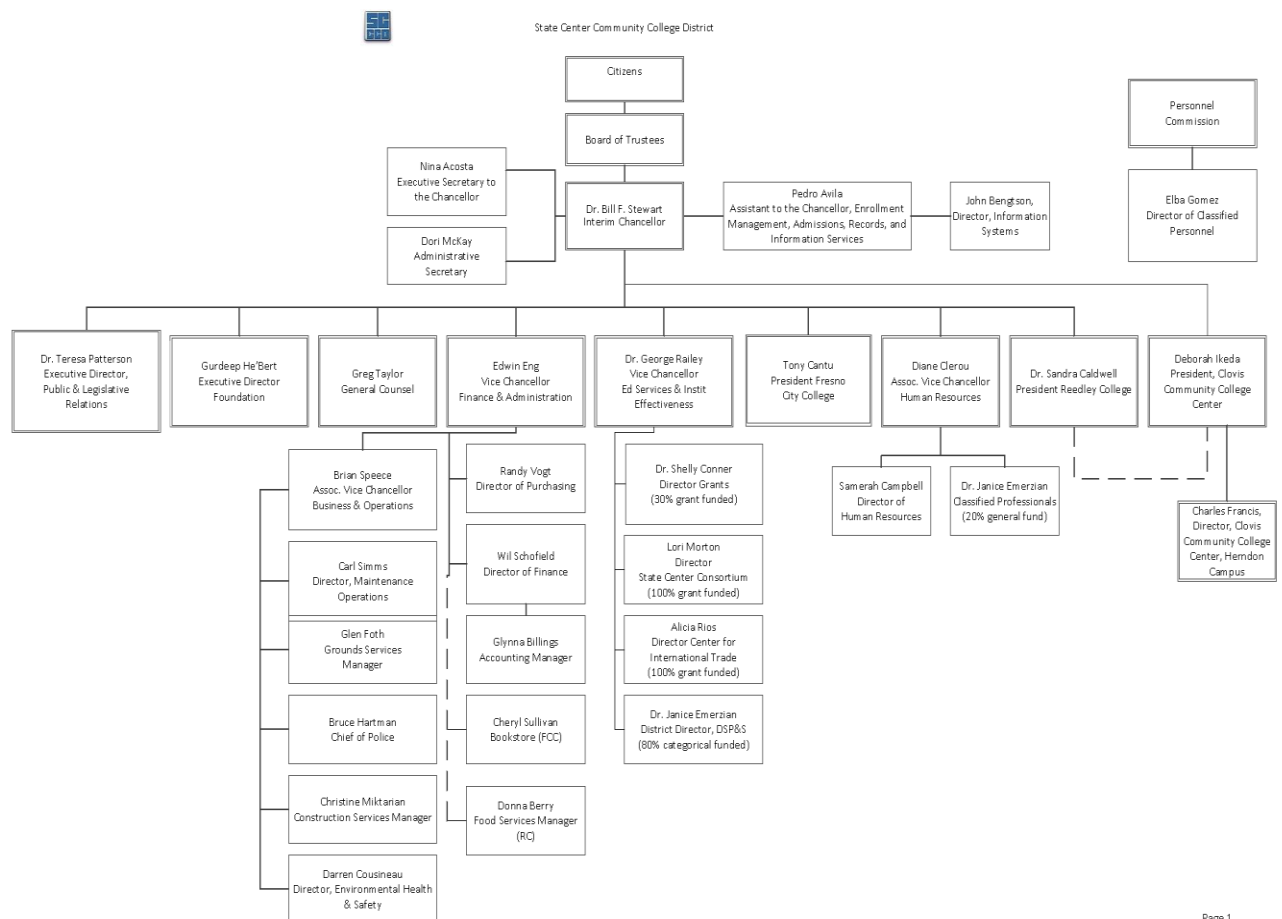 SC
CCD
State Center Community College District
Citizens
Board of Trustees
Personnel
Commission
Nina Acosta
Executive Secretary to
the Chancellor
Dr. Bill F. Stewart
Interim Chancellor
Pedro Avila
Assistant to the Chancellor, Enrollment
Management, Admissions, Records, and
Information Services
John Bengtson,
Director, Information
Systems
Elba Gomez
Director of Classified
Personnel
Dori McKay
Administrative
Secretary
Dr. Teresa Patterson
Executive Director,
Public & Legislative
Relations
Gurdeep He'Bert
Executive Director
Foundation
Greg Taylor
General Counsel
Edwin Eng
Vice Chancellor
Finance & Administration
Dr. George Railey
Vice Chancellor
Ed Services & Instit
Effectiveness
Tony Cantu
President Fresno
City College
Diane Clerou
Assoc. Vice Chancellor
Human Resources
Dr. Sandra Caldwell
President Reedley College
Deborah Ikeda
President, Clovis
Community College
Center
Brian Speece
Assoc. Vice Chancellor
Business & Operations
Carl Simms
Director, Maintenance
Operations
Glen Foth
Grounds Services
Manager
Bruce Hartman
Chief of Police
Christine Miktarian
Construction Services Manager
Darren Cousineau
Director, Environmental Health
& Safety
Randy Vogt
Director of Purchasing
Wil Schofield
Director of Finance
Glynna Billings
Accounting Manager
Cheryl Sullivan
Bookstore (FCC)
Donna Berry
Food Services Manager
(RC)
Dr. Shelly Conner
Director Grants
(30% grant funded)
Lori Morton
Director
State Center Consortium
(100% grant funded)
Alicia Rios
Director Center for
International Trade
(100% grant funded)
Dr. Janice Emerzian
District Director, DSP&S
(80% categorical funded)
Samerah Campbell
Director of
Human Resources
Dr. Janice Emerzian
Classified Professionals
(20% general fund)
Charles Francis,
Director, Clovis
Community College
Center, Herndon
Campus
Page 1